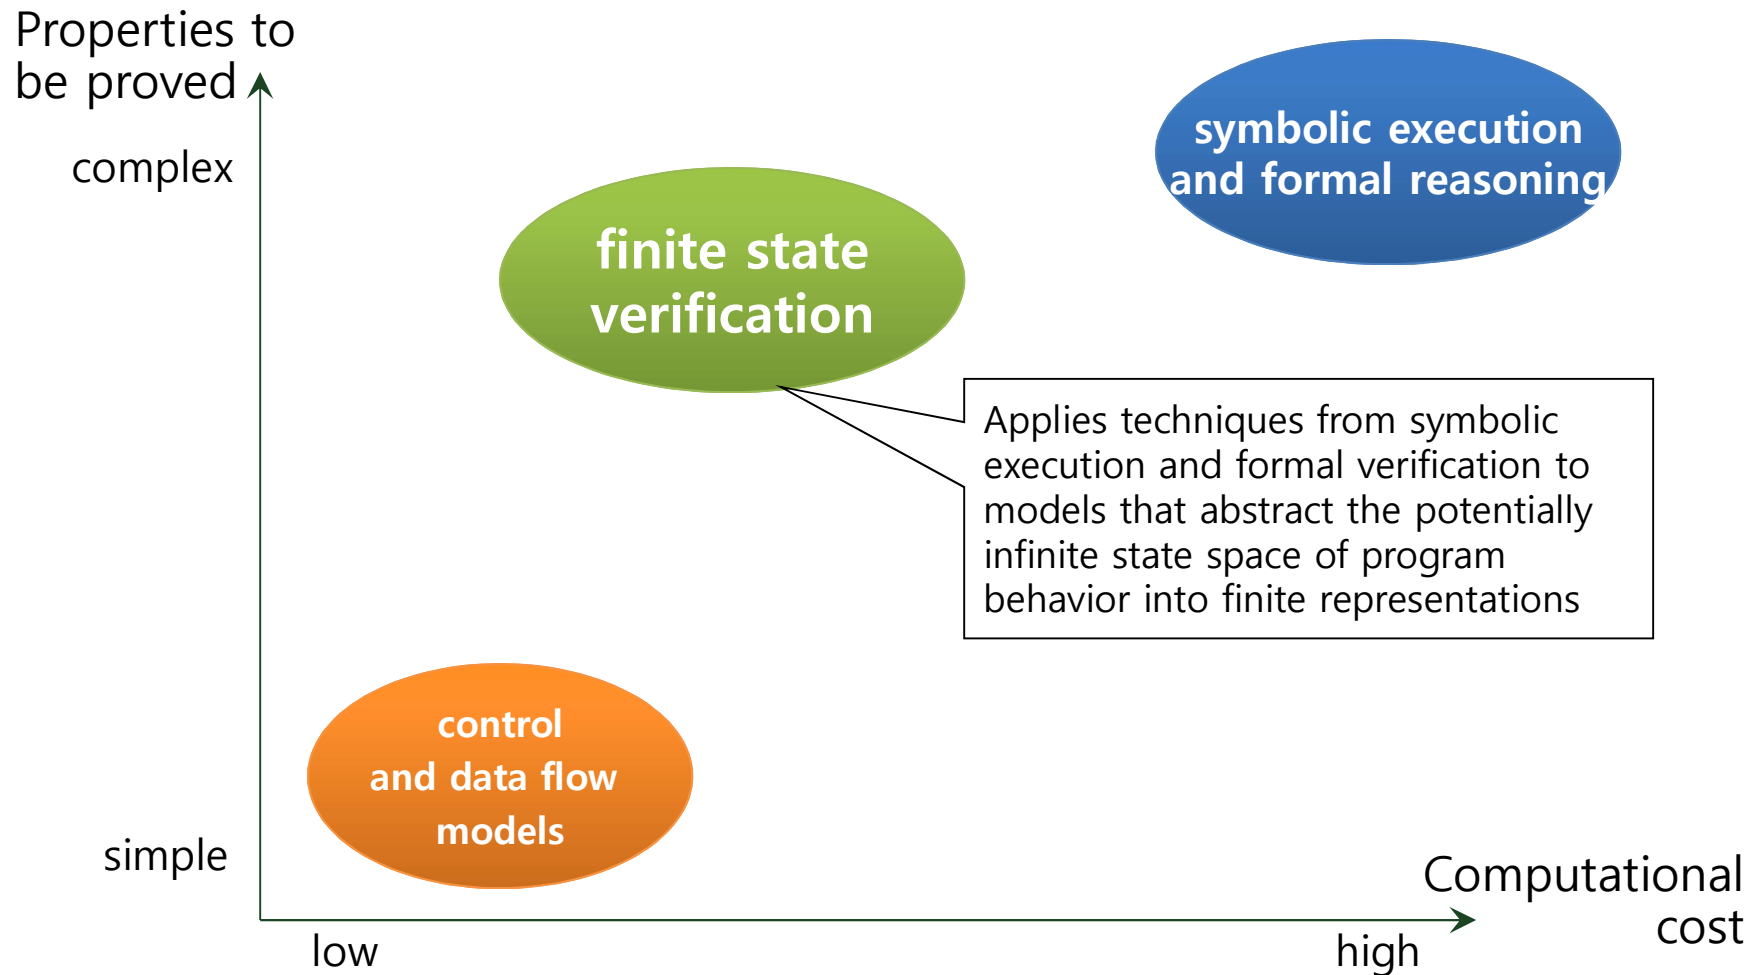 Properties to
be proved
complex
symbolic execution
and formal reasoning
finite state
verification
Applies techniques from symbolic
execution and formal verification to
models that abstract the potentially
infinite state space of program
behavior into finite representations
control
and data flow
models
simple
Computational
cost
low
high